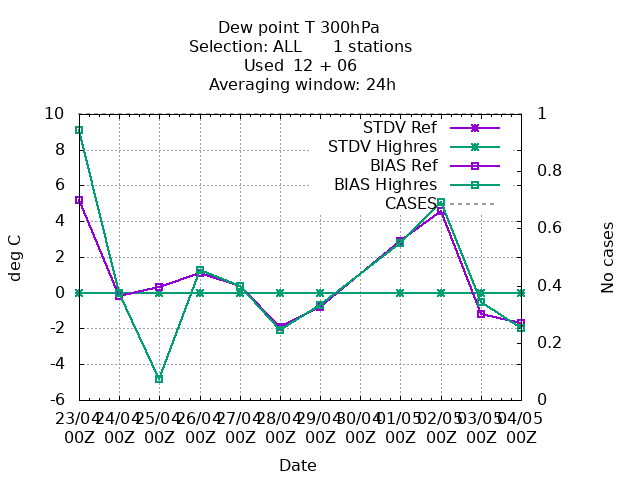 Dew point T 300hPa
Selection: ALL 1 stations
Used 12 + 06
Averaging window: 24h
10
8
6
4
2
0
-2
-4
-6
deg C
1
0.8
0.6
0.4
0.2
0
No cases
STDV Ref
STDV Highres
BIAS Ref
BIAS Highres
CASES
23/04 24/04 25/04 26/04 27/04 28/04 29/04 30/04 01/05 02/05 03/05 04/05
00Z 00Z 00Z 00Z 00Z 00Z 00Z 00Z 00Z 00Z 00Z 00Z
Date